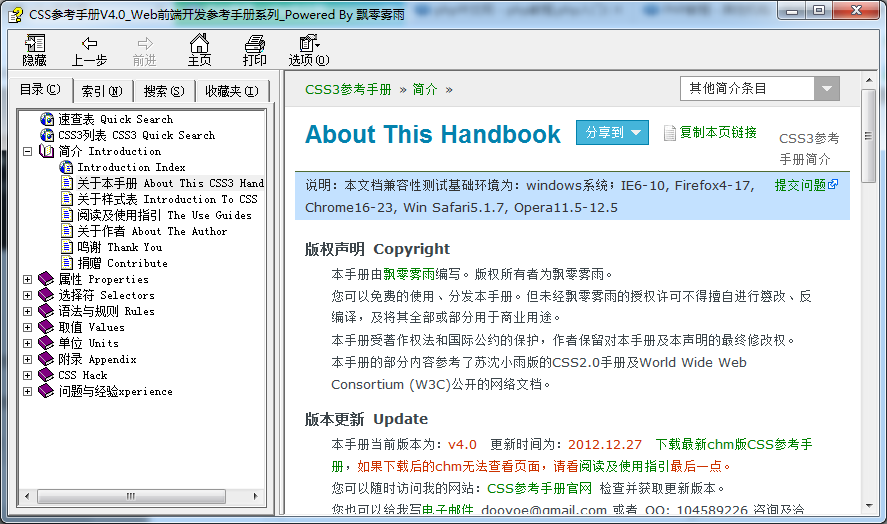 CSS参考手册V4.0_Web前端开发参考手册系列_Powered By 飘零雾雨
隐藏 上一步 前进 主页 打印 选项(O)
目录(C) 索引(N) 搜索(S) 收藏夹(I)
速查表 Quick Search
CSS3列表 CSS3 Quick Search
简介 Introduction
Introduction Index
关于本手册 About This CSS3 Hand
关于样式表 Introduction To CSS
阅读及使用指引 The Use Guides
关于作者 About The Author
鸣谢 Thank You
捐赠 Contribute
属性 Properties
选择符 Selectors
语法与规则 Rules
取值 Values
单位 Units
附录 Appendix
CSS Hack
问题与经验xperience
CSS3参考手册 » 简介 »
其他简介条目
About This Handbook
分享到
复制本页链接
CSS3参考
手册简介
说明：本文档兼容性测试基础环境为：windows系统；IE6-10, Firefox4-17,
Chrome16-23, Win Safari5.1.7, Opera11.5-12.5
提交问题
版权声明 Copyright
本手册由飘零雾雨编写。版权所有者为飘零雾雨。
您可以免费的使用、分发本手册。但未经飘零雾雨的授权许可不得擅自进行篡改、反
编译，及将其全部或部分用于商业用途。
本手册受著作权法和国际公约的保护，作者保留对本手册及本声明的最终修改权。
本手册的部分内容参考了苏沈小雨版的CSS2.0手册及World Wide Web
Consortium (W3C)公开的网络文档。
版本更新 Update
本手册当前版本为：v4.0 更新时间为：2012.12.27 下载最新chm版CSS参考手
册，如果下载后的chm无法查看页面，请看阅读及使用指引最后一点。
您可以随时访问我的网站：CSS参考手册官网 检查并获取更新版本。
您也可以给我写电子邮件 dooyoe@gmail.com 或者 QQ: 104589226 咨询及洽